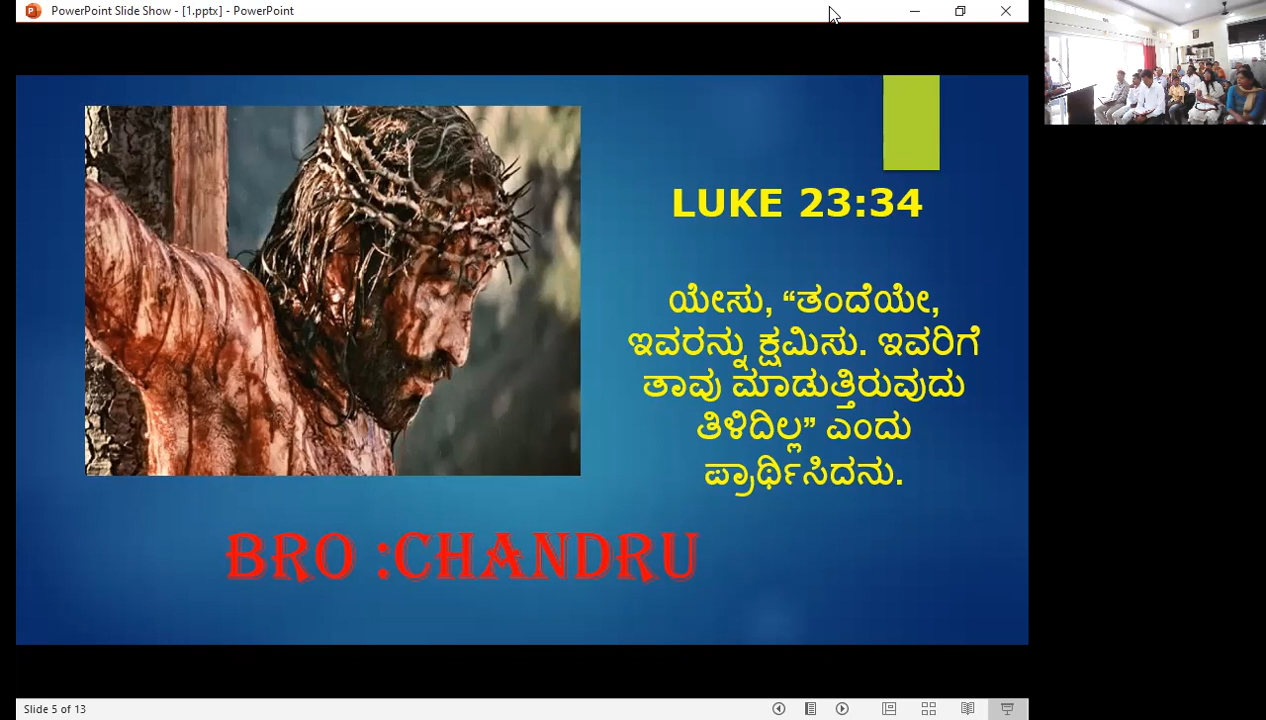 PowerPoint Slide Show - [1.pptx] - PowerPoint
LUKE 23:34
ಯೇಸು, “ತಂದೆಯೇ,
ಇವರನ್ನು ಕ್ಷಮಿಸು. ಇವರಿಗೆ
ತಾವು ಮಾಡುತ್ತಿರುವುದು
ತಿಳಿದಿಲ್ಲ” ಎಂದು
ಪ್ರಾರ್ಥಿಸಿದನು.
BRO :CHANDRU
Slide 5 of 13